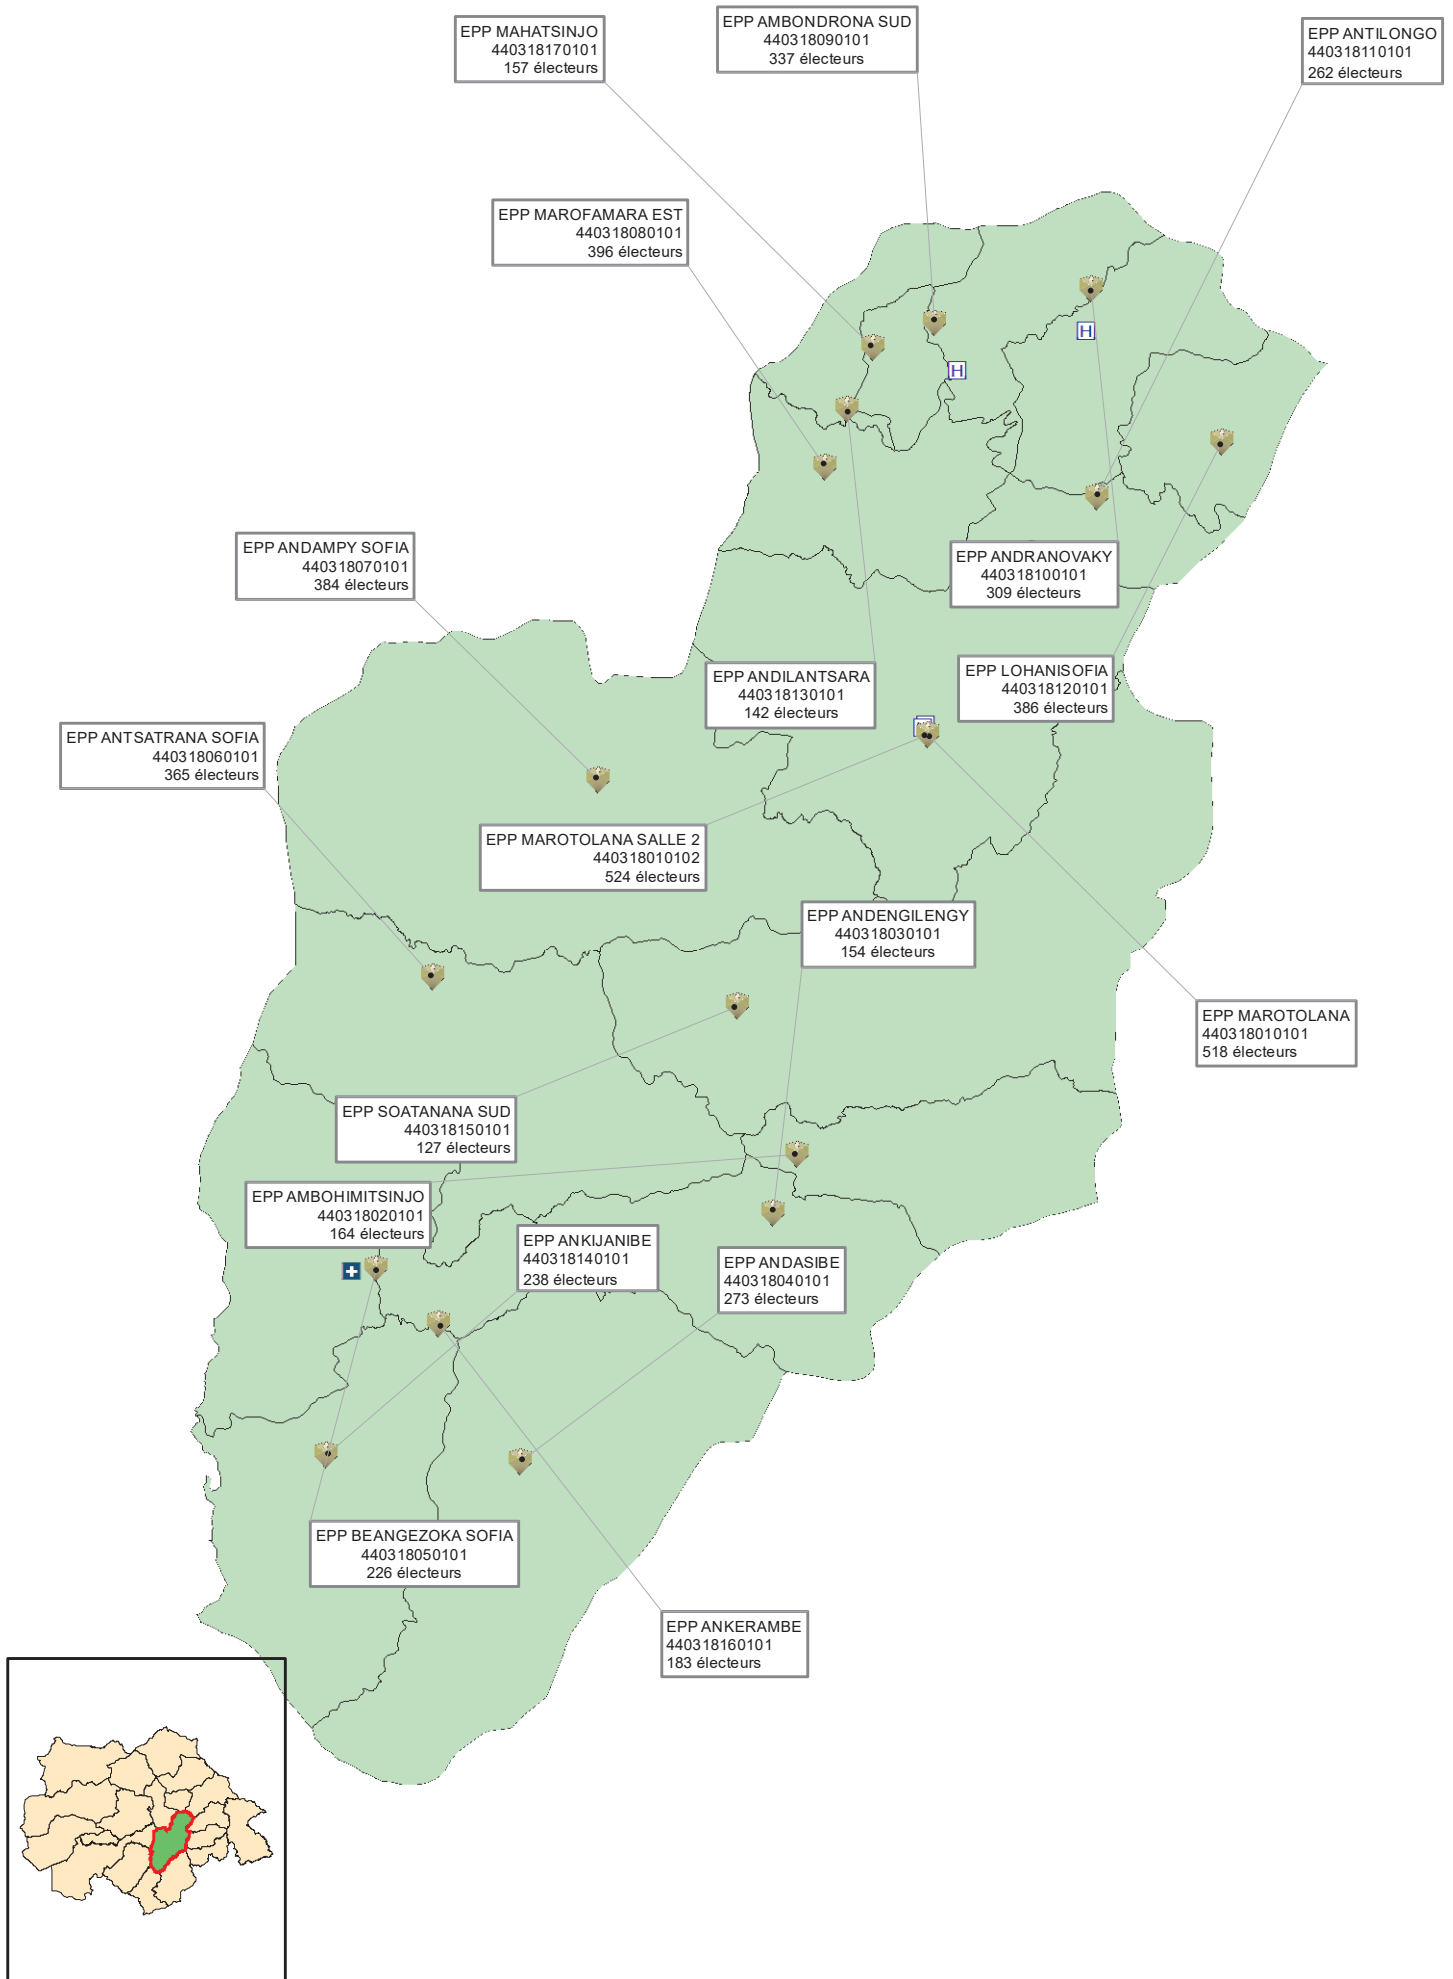 EPP AMBONDRONA SUD
440318090101
337 électeurs
EPP MAHATSINJO
440318170101
157 électeurs
EPP ANTILONGO
440318110101
262 électeurs
EPP MAROFAMARA EST
440318080101
396 électeurs
H
H
EPP ANDAMPY SOFIA
440318070101
384 électeurs
EPP ANDRANOVAKY
440318100101
309 électeurs
EPP ANDILANTSARA
440318130101
142 électeurs
EPP LOHANISOFIA
440318120101
386 électeurs
EPP ANTSATRANA SOFIA
440318060101
365 électeurs
EPP MAROTOLANA SALLE 2
440318010102
524 électeurs
EPP ANDENGILENGY
440318030101
154 électeurs
EPP MAROTOLANA
440318010101
518 électeurs
EPP SOATANANA SUD
440318150101
127 électeurs
EPP AMBOHIMITSINJO
440318020101
164 électeurs
EPP ANKIJANIBE
440318140101
238 électeurs
EPP ANDASIBE
440318040101
273 électeurs
EPP BEANGEZOKA SOFIA
440318050101
226 électeurs
EPP ANKERAMBE
440318160101
183 électeurs